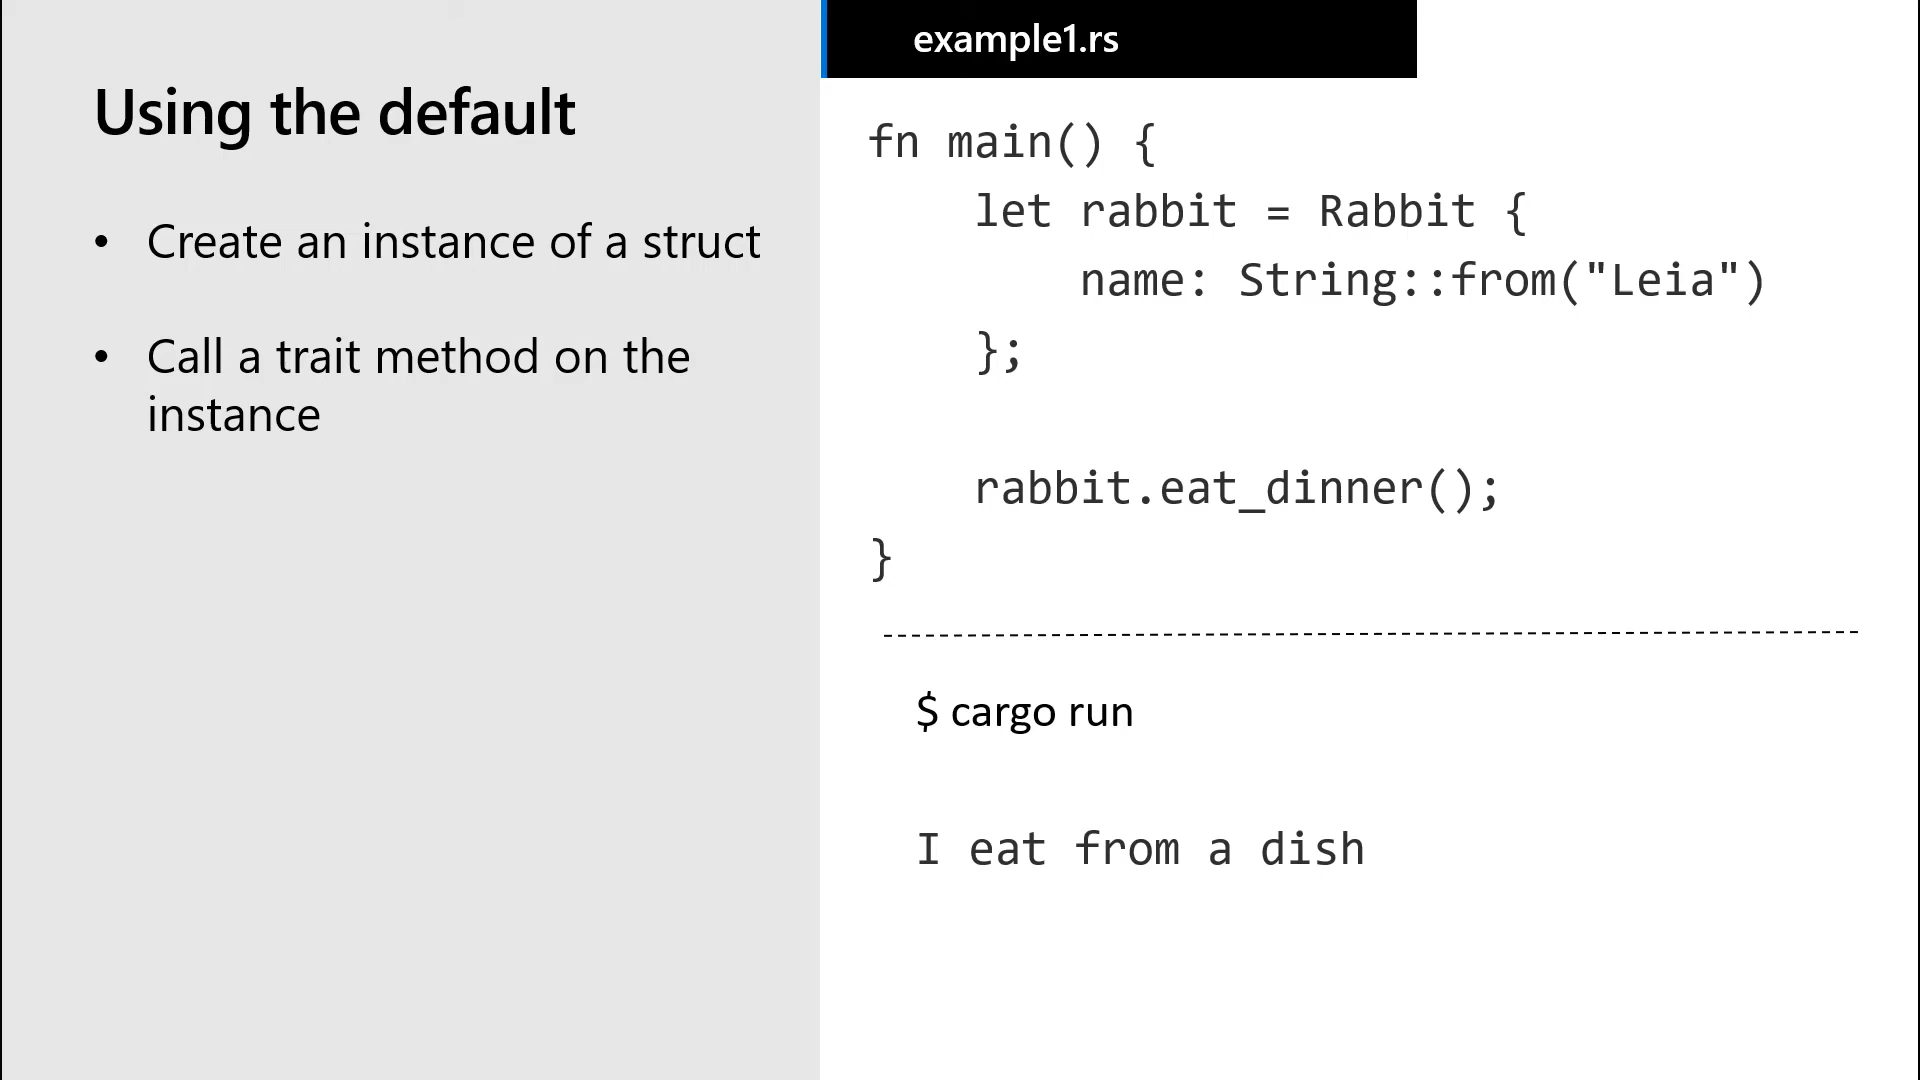 Using the default
• Create an instance of a struct
• Call a trait method on the
instance
example1.rs
fn main() {
    let rabbit = Rabbit {
        name: String::from("Leia")
    };
    rabbit.eat_dinner();
}
$ cargo run
I eat from a dish